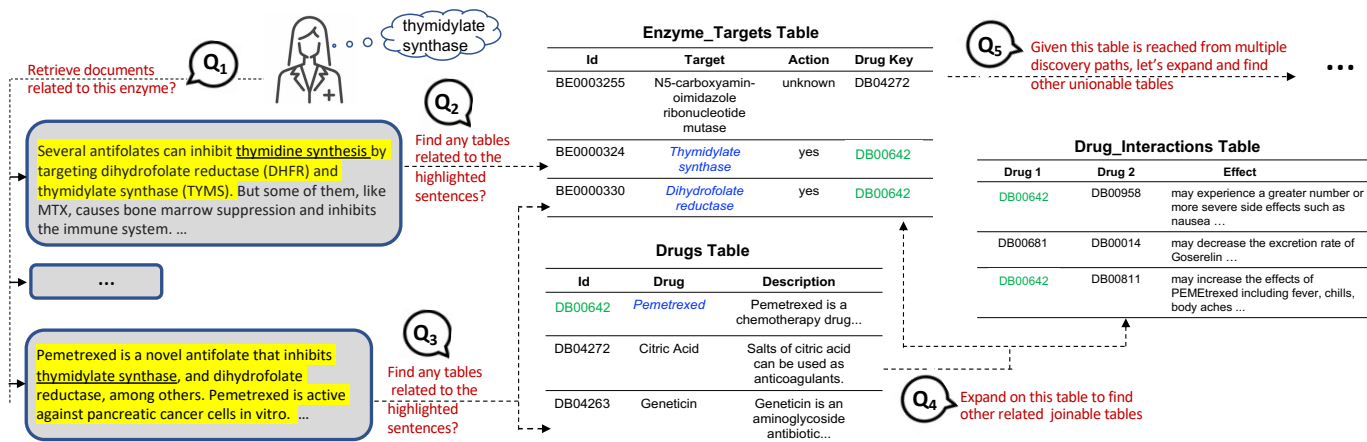 thymidylate
synthase
Q1
Retrieve documents
related to this enzyme?
Several antifolates can inhibit thymidine synthesis by
targeting dihydrofolate reductase (DHFR) and
thymidylate synthase (TYMS). But some of them, like
MTX, causes bone marrow suppression and inhibits
the immune system. ...
...
Pemetrexed is a novel antifolate that inhibits
thymidylate synthase, and dihydrofolate
reductase, among others. Pemetrexed is active
against pancreatic cancer cells in vitro. ...
Q2
Find any tables
related to the
highlighted
sentences?
Q3
Find any tables
related to the
highlighted
sentences?
Enzyme_Targets Table
Id Target Action Drug Key
BE0003255 N5-carboxyamin- unknown DB04272
oimidazole
ribonucleotide
mutase
BE0000324 Thymidylate yes DB00642
synthase
BE0000330 Dihydrofolate yes DB00642
reductase
Drugs Table
Id Drug Description
DB00642 Pemetrexed Pemetrexed is a
chemotherapy drug...
DB04272 Citric Acid Salts of citric acid
can be used as
anticoagulants.
DB04263 Geneticin Geneticin is an
aminoglycoside
antibiotic...
Q5
Given this table is reached from multiple
discovery paths, let's expand and find
other unionable tables
...
Drug_Interactions Table
Drug 1 Drug 2 Effect
DB00642 DB00958 may experience a greater number or
more severe side effects such as
nausea ...
DB00681 DB00014 may decrease the excretion rate of
Goserelin ...
DB00642 DB00811 may increase the effects of
PEMEtrexed including fever, chills,
body aches ...
Q4
Expand on this table to find
other related joinable tables